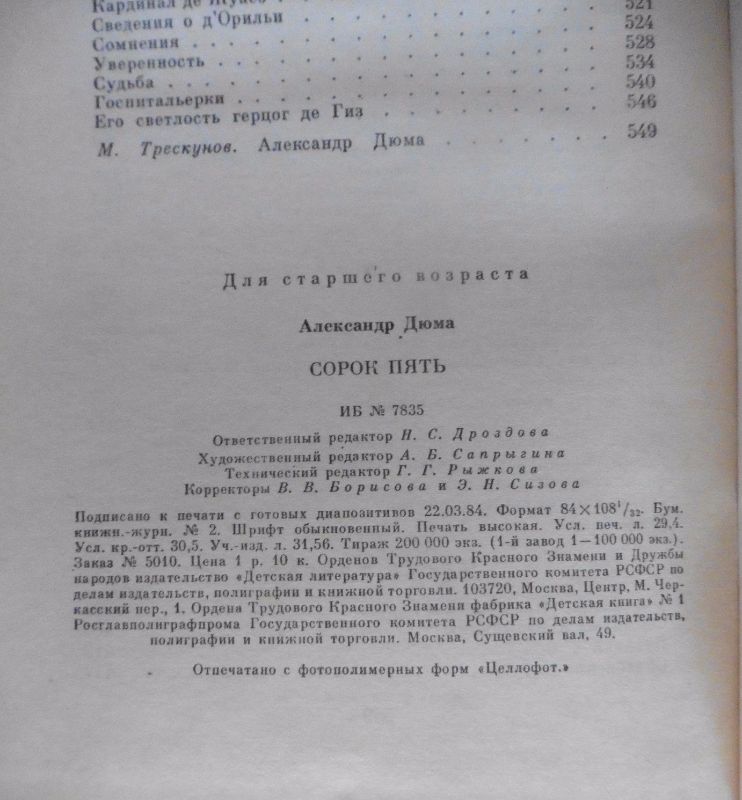 Кардинал де Жуаез . . . . . . . . . . . 521
Сведения о д'Орильи . . . . . . . . . . 524
Сомнения . . . . . . . . . . . . . . 528
Уверенность . . . . . . . . . . . . . 534
Судьба . . . . . . . . . . . . . . . 540
Госпитальерки . . . . . . . . . . . . 546
Его светлость герцог де Гиз . . . . . . . 549
М. Трескунов. Александр Дюма . . . . . .
Для старшего возраста
Александр Дюма
СОРОК ПЯТЬ
ИБ № 7835
Ответственный редактор Н. С. Дроздова
Художественный редактор А. Б. Сапрыгина
Технический редактор Г. Г. Рыжкова
Корректоры В. В. Борисова и Э. Н. Сизова
Подписано к печати с готовых диапозитивов 22.03.84. Формат 84×108¹/₃₂. Бум.
книжн.-журн. № 2. Шрифт обыкновенный. Печать высокая. Усл. печ. л. 29,4.
Усл. кр.-отт. 30,5. Уч.-изд. л. 31,56. Тираж 200 000 экз. (1-й завод 1—100 000 экз.).
Заказ № 5010. Цена 1 р. 10 к. Орденов Трудового Красного Знамени и Дружбы
народов издательство «Детская литература» Государственного комитета РСФСР по
делам издательств, полиграфии и книжной торговли. 103720, Москва, Центр, М. Чер-
касский пер., 1. Ордена Трудового Красного Знамени фабрика «Детская книга» № 1
Росглавполиграфпрома Государственного комитета РСФСР по делам издательств,
полиграфии и книжной торговли. Москва, Сущевский вал, 49.
Отпечатано с фотополимерных форм «Целлофот.»